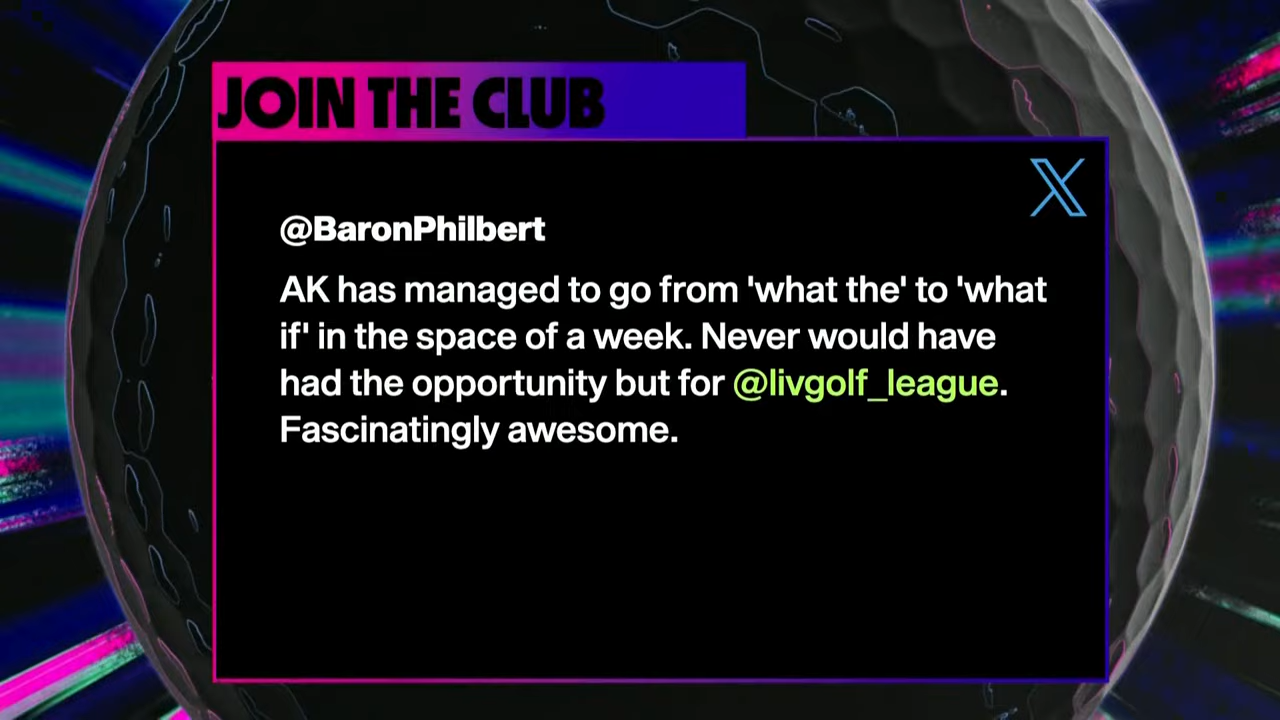 JOIN THE CLUB
@BaronPhilbert
AK has managed to go from 'what the' to 'what
if' in the space of a week. Never would have
had the opportunity but for @livgolf_league.
Fascinatingly awesome.